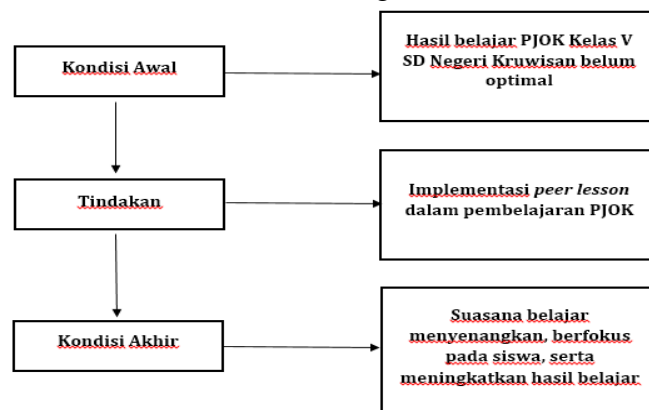 Kondisi Awal
Hasil belajar PJOK Kelas V
SD Negeri Kruwisan belum
optimal
Tindakan
Implementasi peer lesson
dalam pembelajaran PJOK
Kondisi Akhir
Suasana belajar
menyenangkan, berfokus
pada siswa, serta
meningkatkan hasil belajar